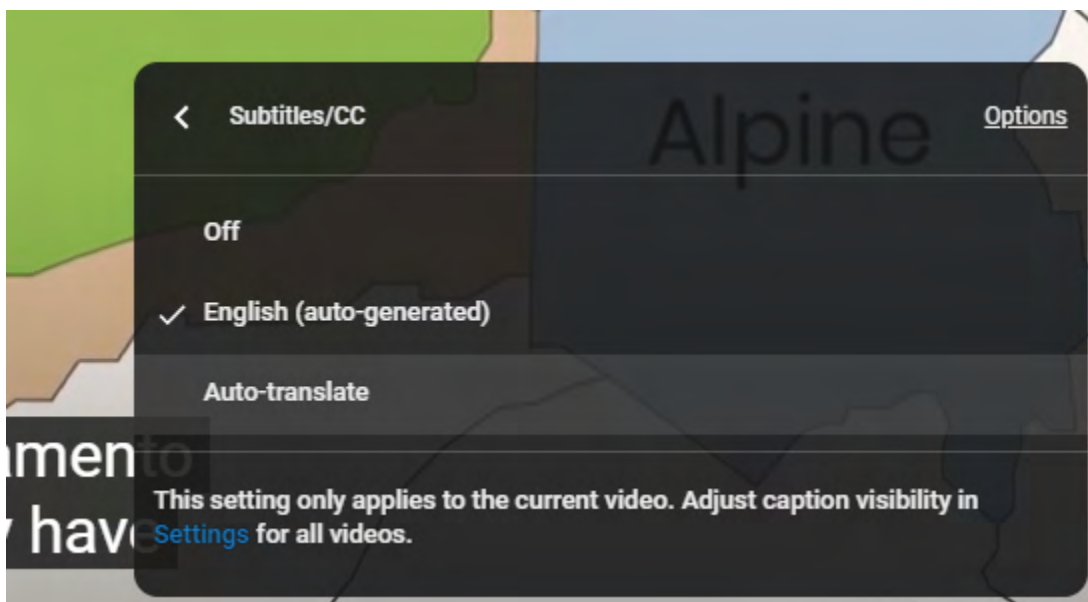 Subtitles/CC
Options
Alpine
Off
English (auto-generated)
Auto-translate
This setting only applies to the current video. Adjust caption visibility in
Settings for all videos.
amento
have